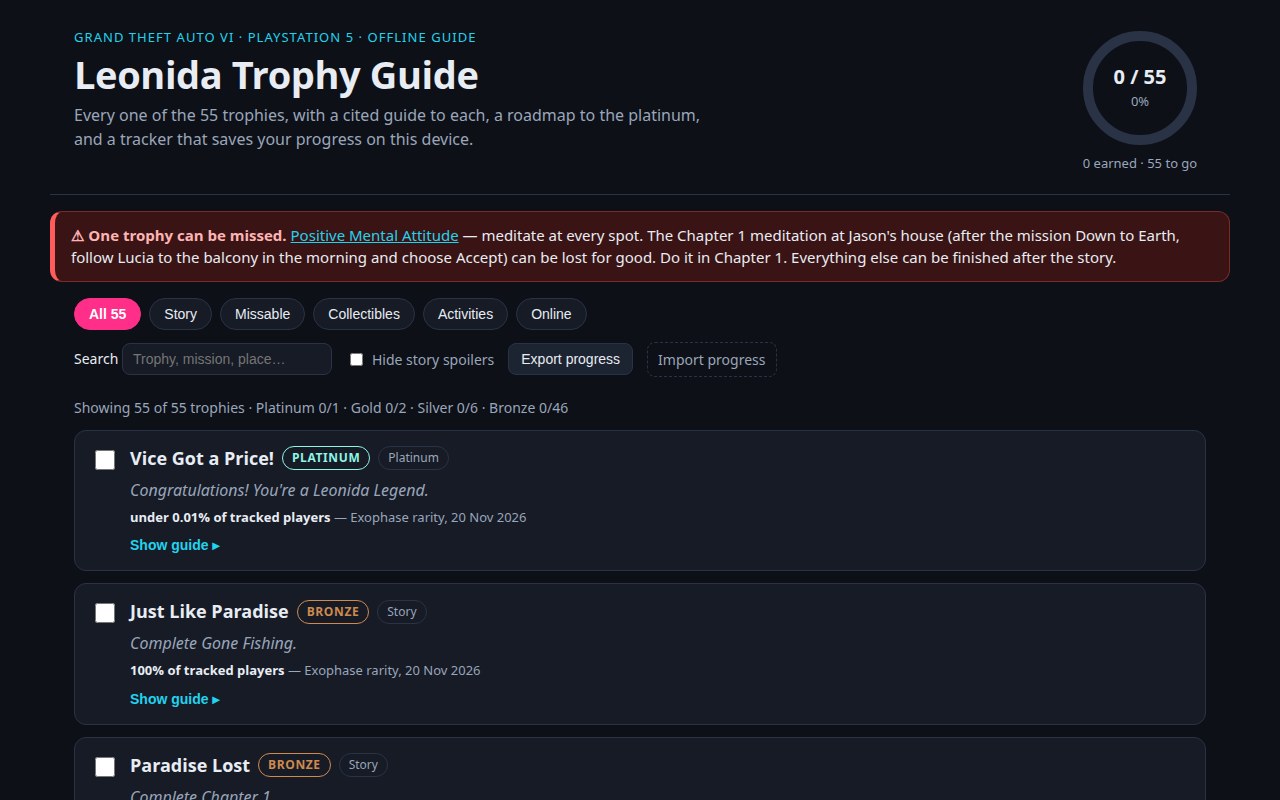 GRAND THEFT AUTO VI · PLAYSTATION 5 · OFFLINE GUIDE
Leonida Trophy Guide
Every one of the 55 trophies, with a cited guide to each, a roadmap to the platinum,
and a tracker that saves your progress on this device.
0 / 55
0%
0 earned · 55 to go
⚠ One trophy can be missed. Positive Mental Attitude — meditate at every spot. The Chapter 1 meditation at Jason's house (after the mission Down to Earth,
follow Lucia to the balcony in the morning and choose Accept) can be lost for good. Do it in Chapter 1. Everything else can be finished after the story.
All 55 Story Missable Collectibles Activities Online
Search Trophy, mission, place… Hide story spoilers Export progress Import progress
Showing 55 of 55 trophies · Platinum 0/1 · Gold 0/2 · Silver 0/6 · Bronze 0/46
Vice Got a Price! PLATINUM Platinum
Congratulations! You're a Leonida Legend.
under 0.01% of tracked players — Exophase rarity, 20 Nov 2026
Show guide ▸
Just Like Paradise BRONZE Story
Complete Gone Fishing.
100% of tracked players — Exophase rarity, 20 Nov 2026
Show guide ▸
Paradise Lost BRONZE Story
Complete Chapter 1.